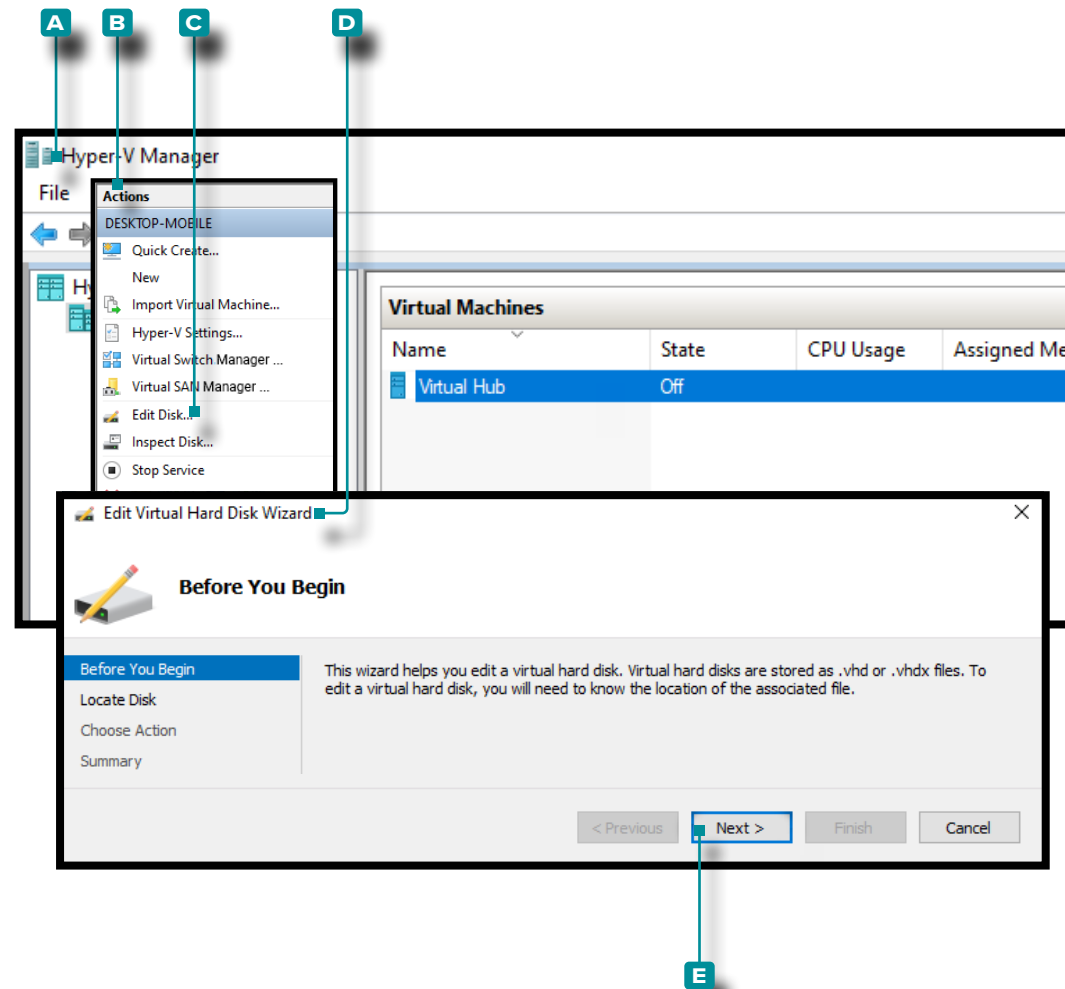 A B C D
Hyper-V Manager
File
Actions
DESKTOP-MOBILE
Quick Create...
New
Import Virtual Machine...
Hyper-V Settings...
Virtual Switch Manager ...
Virtual SAN Manager ...
Edit Disk...
Inspect Disk...
Stop Service
Virtual Machines
Name State CPU Usage Assigned Me
Virtual Hub Off
Edit Virtual Hard Disk Wizard
Before You Begin
Before You Begin
Locate Disk
Choose Action
Summary
This wizard helps you edit a virtual hard disk. Virtual hard disks are stored as .vhd or .vhdx files. To
edit a virtual hard disk, you will need to know the location of the associated file.
< Previous Next > Finish Cancel
E